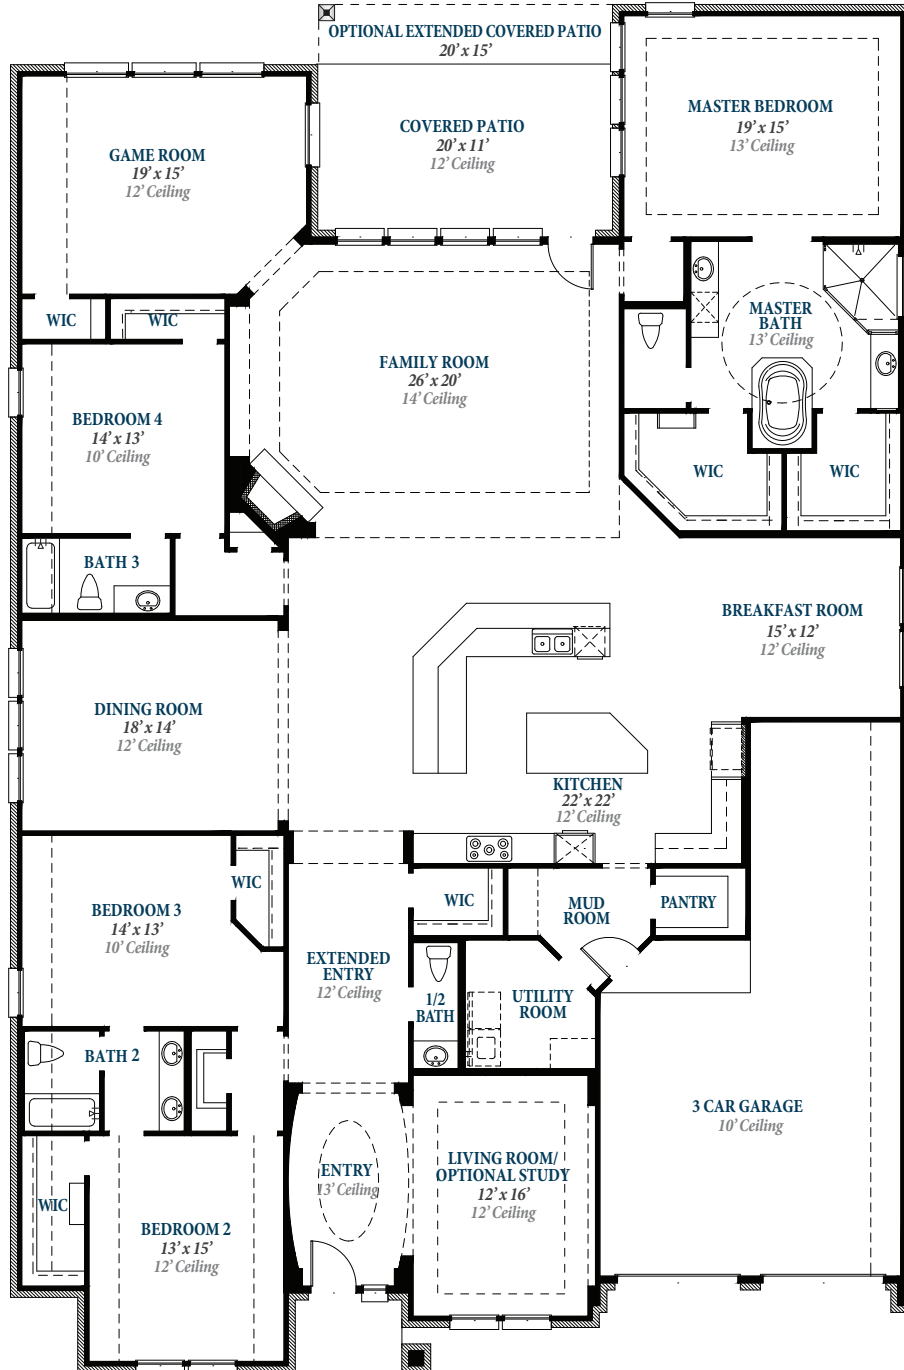 OPTIONAL EXTENDED COVERED PATIO
20' x 15'
MASTER BEDROOM
19' x 15'
13' Ceiling
COVERED PATIO
20' x 11'
12' Ceiling
GAME ROOM
19' x 15'
12' Ceiling
WIC
WIC
MASTER
BATH
13' Ceiling
FAMILY ROOM
26' x 20'
14' Ceiling
BEDROOM 4
14' x 13'
10' Ceiling
WIC
WIC
BATH 3
BREAKFAST ROOM
15' x 12'
12' Ceiling
DINING ROOM
18' x 14'
12' Ceiling
KITCHEN
22' x 22'
12' Ceiling
WIC
BEDROOM 3
14' x 13'
10' Ceiling
WIC
MUD
ROOM
PANTRY
EXTENDED
ENTRY
12' Ceiling
1/2
BATH
UTILITY
ROOM
BATH 2
3 CAR GARAGE
10' Ceiling
LIVING ROOM/
OPTIONAL STUDY
12' x 16'
12' Ceiling
ENTRY
13' Ceiling
WIC
BEDROOM 2
13' x 15'
12' Ceiling